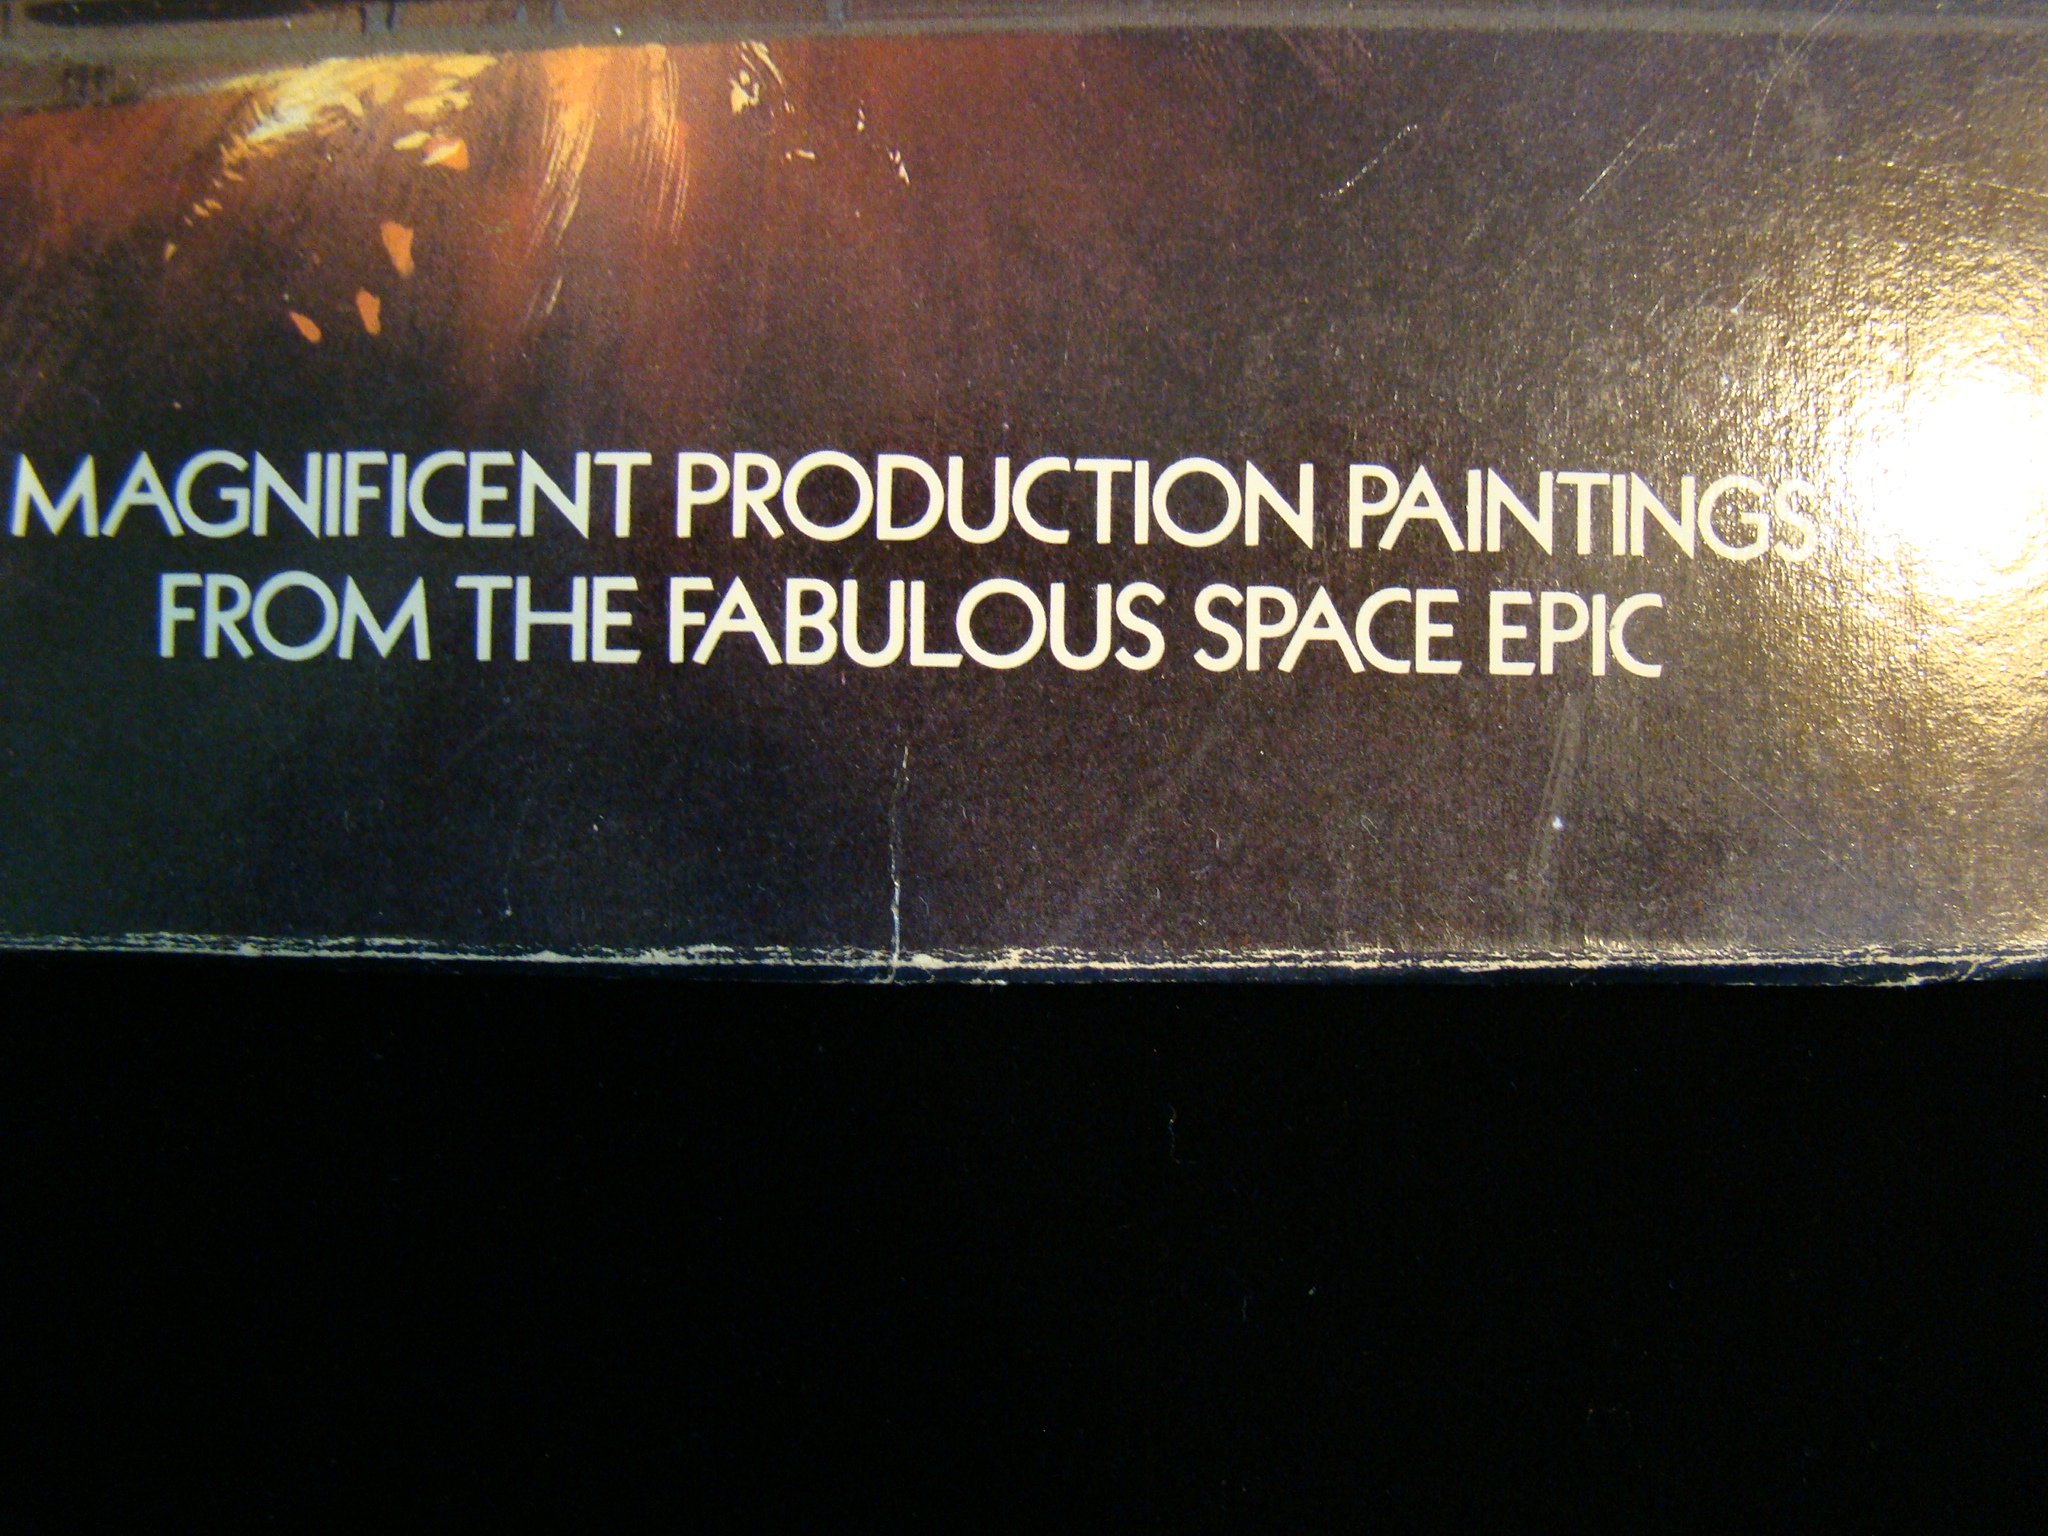 MAGNIFICENT PRODUCTION PAINTINGS
FROM THE FABULOUS SPACE EPIC